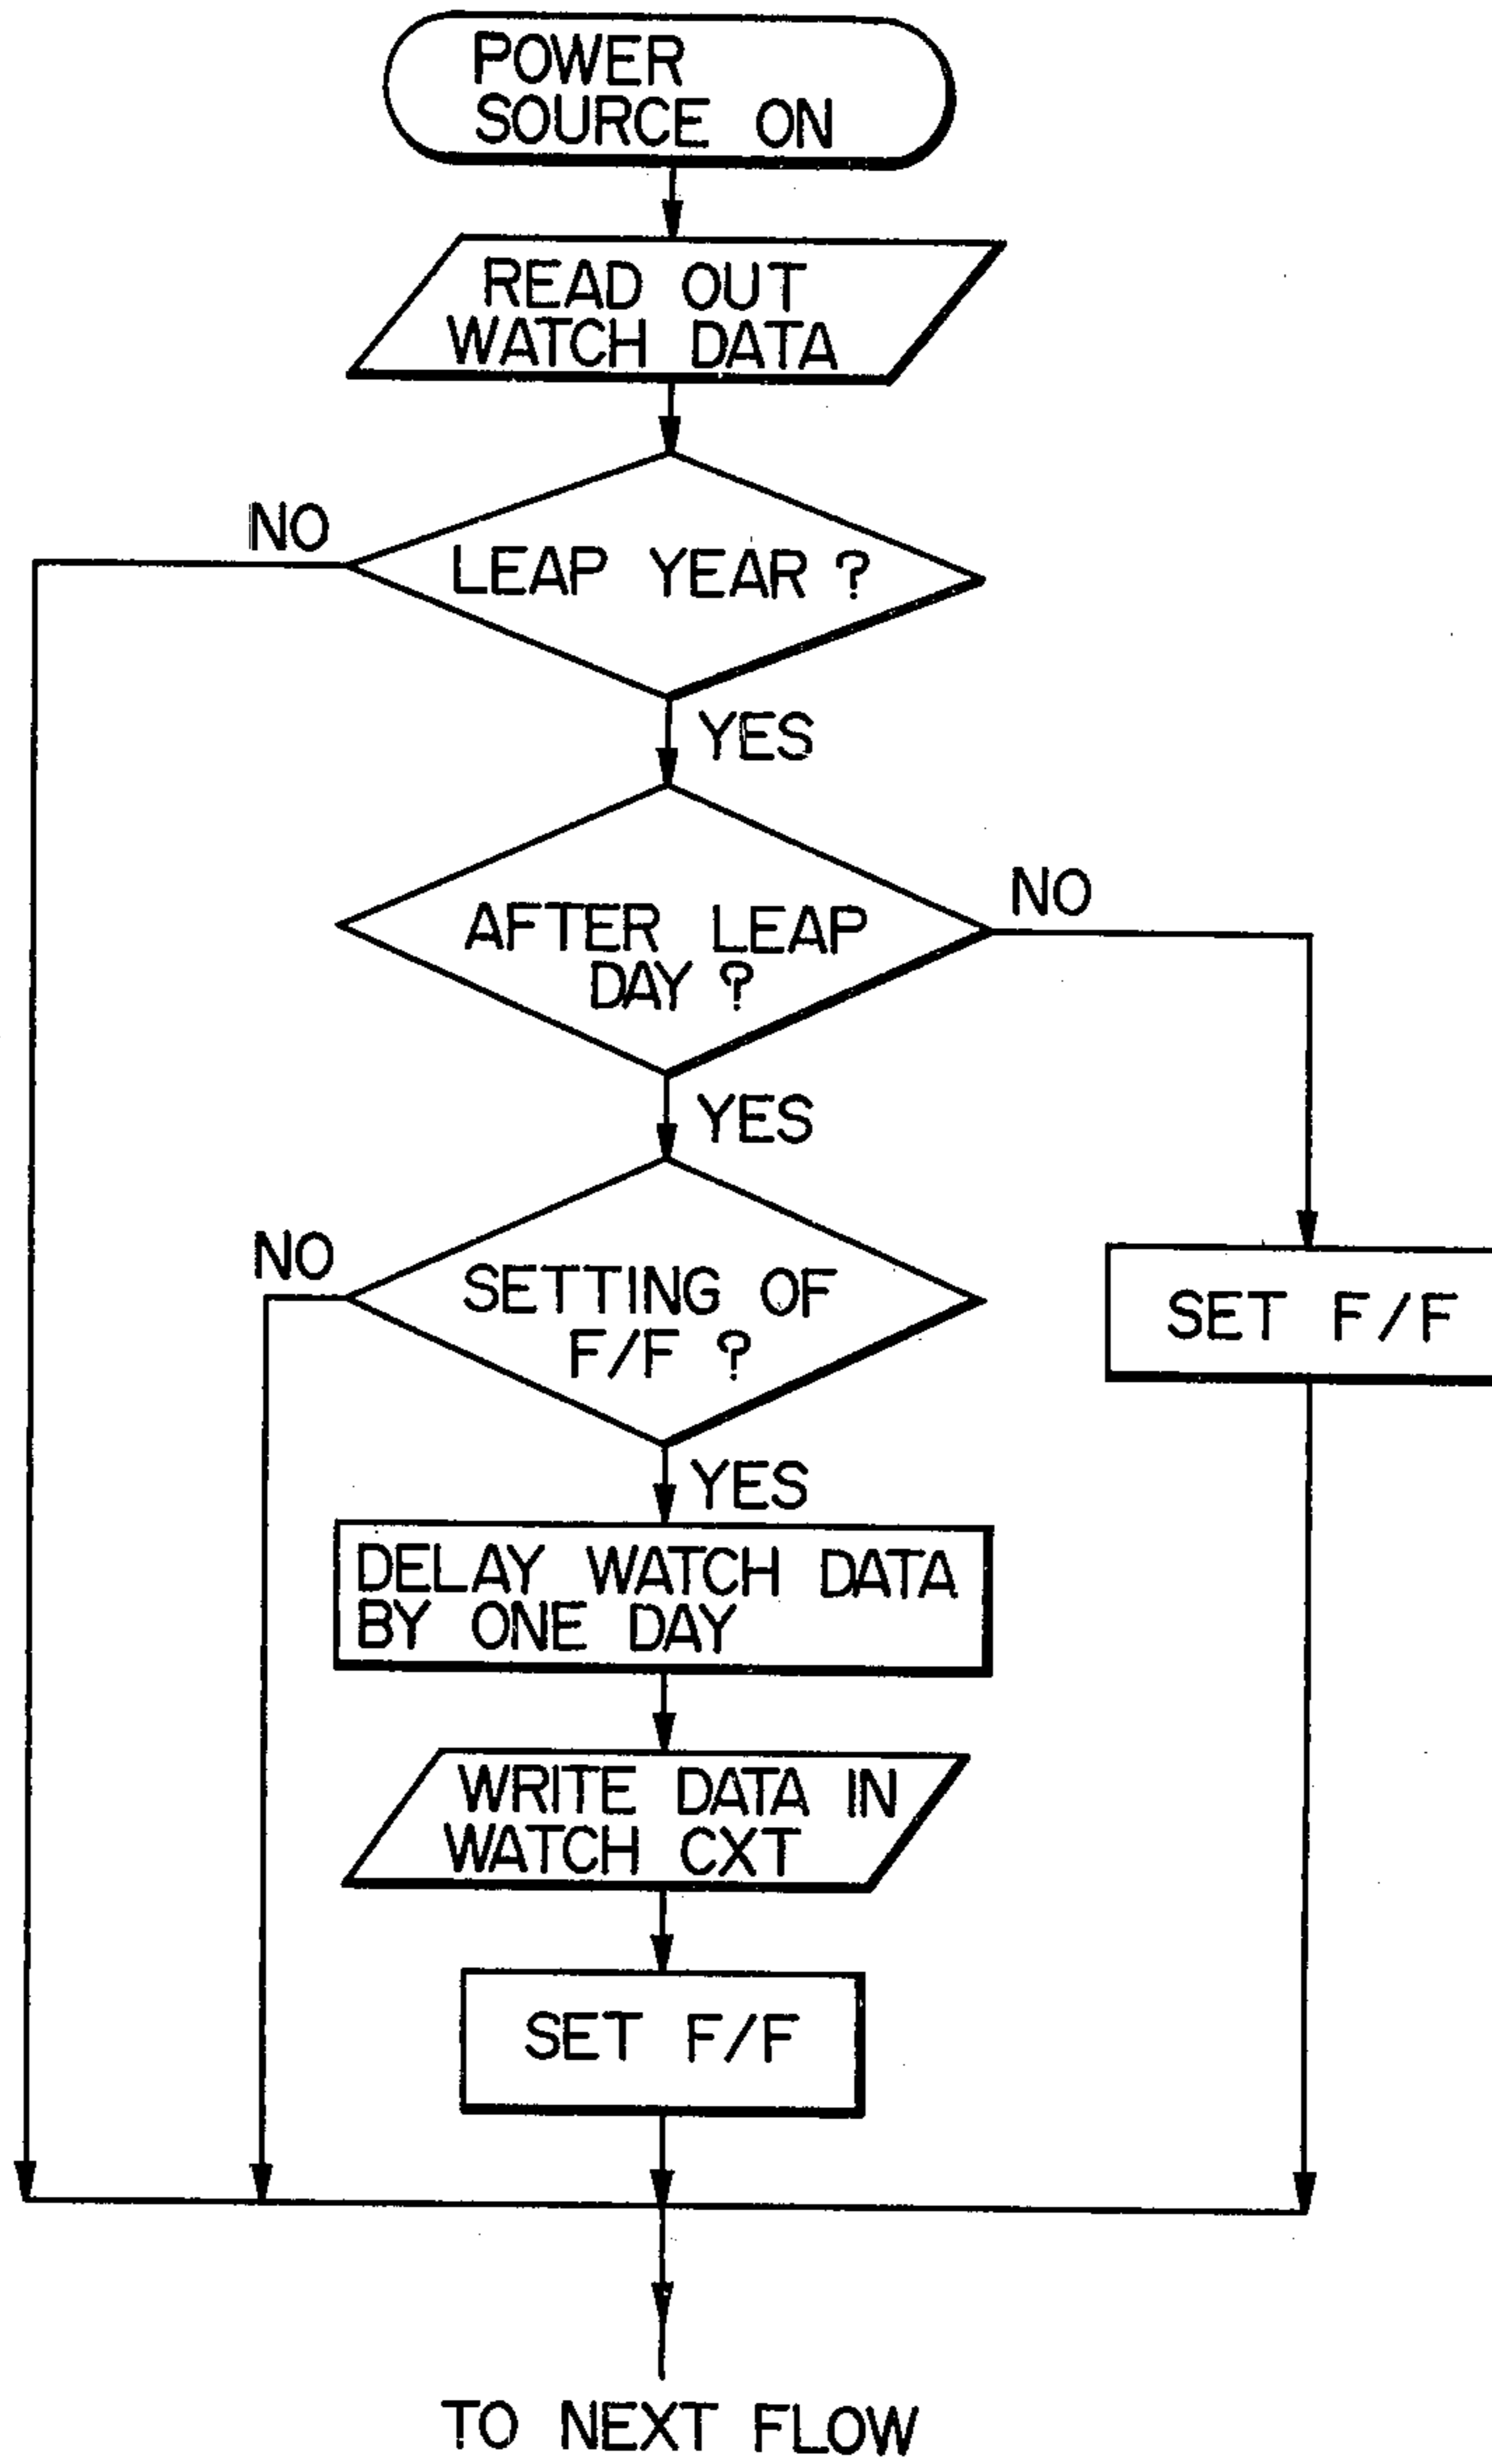 POWER
SOURCE ON
READ OUT
WATCH DATA
NO
LEAP YEAR ?
YES
NO
AFTER LEAP
DAY ?
YES
NO
SETTING OF
F/F ?
SET F/F
YES
DELAY WATCH DATA
BY ONE DAY
WRITE DATA IN
WATCH CXT
SET F/F
TO NEXT FLOW